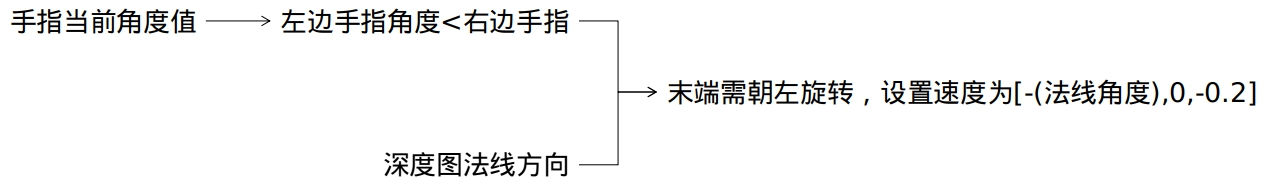 手指当前角度值
左边手指角度<右边手指
末端需朝左旋转，设置速度为[-(法线角度),0,-0.2]
深度图法线方向